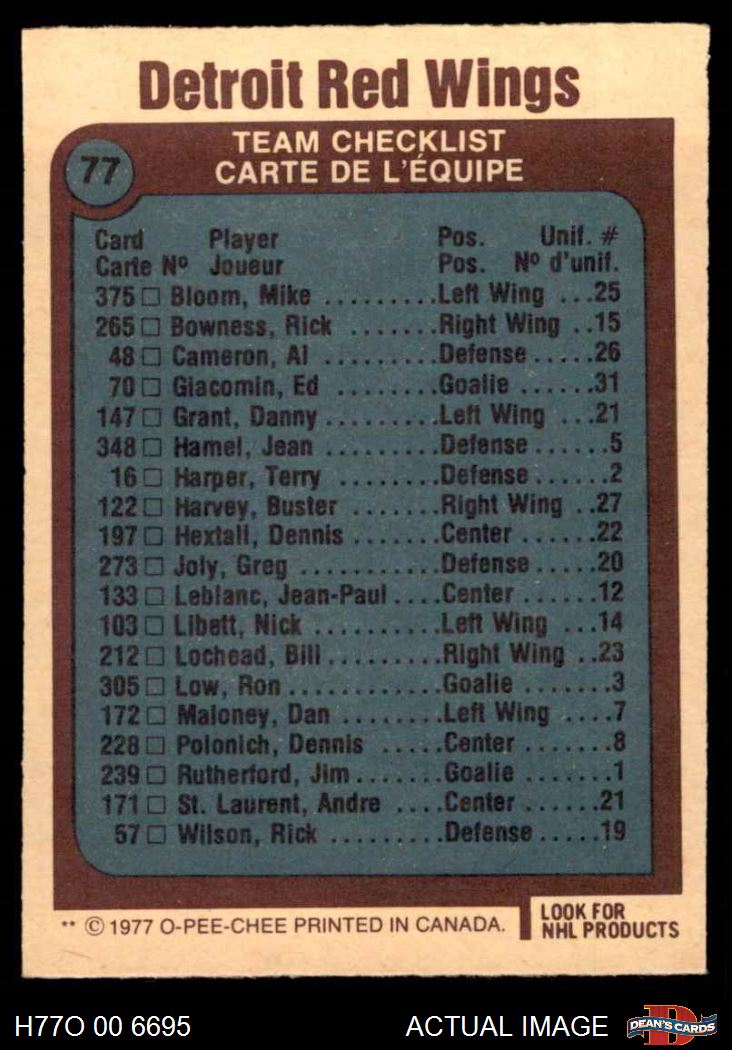 Detroit Red Wings
77
TEAM CHECKLIST
CARTE DE L'ÉQUIPE
Card Player Pos. Unif. #
Carte Nº Joueur Pos. Nº d'unif.
375 □ Bloom, Mike .........Left Wing ...25
265 □ Bowness, Rick .......Right Wing ..15
48 □ Cameron, Al .........Defense.....26
70 □ Giacomin, Ed ........Goalie ......31
147 □ Grant, Danny.........Left Wing ...21
348 □ Hamel, Jean .........Defense......5
16 □ Harper, Terry ........Defense......2
122 □ Harvey, Buster .......Right Wing ..27
197 □ Hextall, Dennis ......Center ......22
273 □ Joly, Greg ...........Defense.....20
133 □ Leblanc, Jean-Paul....Center ......12
103 □ Libett, Nick ..........Left Wing ...14
212 □ Lochead, Bill.........Right Wing ..23
305 □ Low, Ron............Goalie .......3
172 □ Maloney, Dan ........Left Wing ....7
228 □ Polonich, Dennis .....Center .......8
239 □ Rutherford, Jim.......Goalie .......1
171 □ St. Laurent, Andre ....Center ......21
57 □ Wilson, Rick .........Defense.....19
** © 1977 O-PEE-CHEE PRINTED IN CANADA.
LOOK FOR
NHL PRODUCTS
H77O 00 6695 ACTUAL IMAGE
DEAN'S CARDS